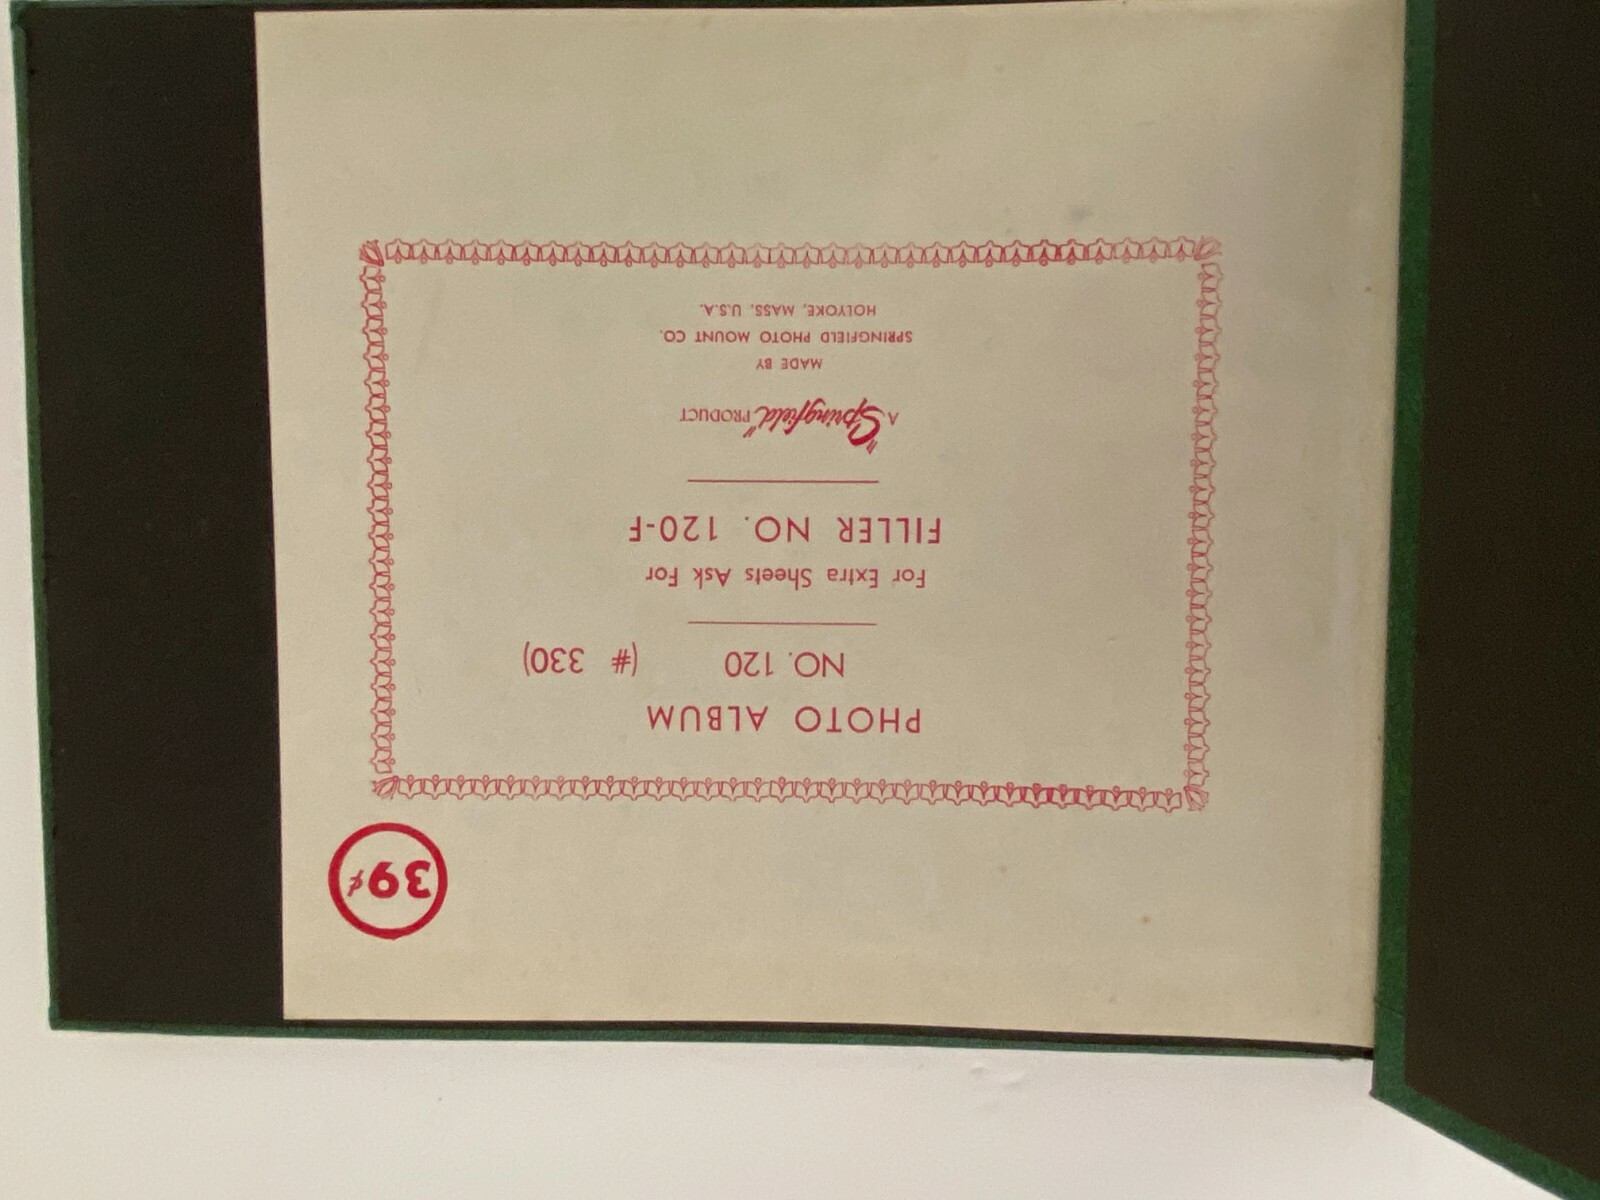 39¢
PHOTO ALBUM
NO. 120 (# 330)
For Extra Sheets Ask For
FILLER NO. 120-F
A "Springfield" PRODUCT
MADE BY
SPRINGFIELD PHOTO MOUNT CO.
HOLYOKE, MASS. U.S.A.